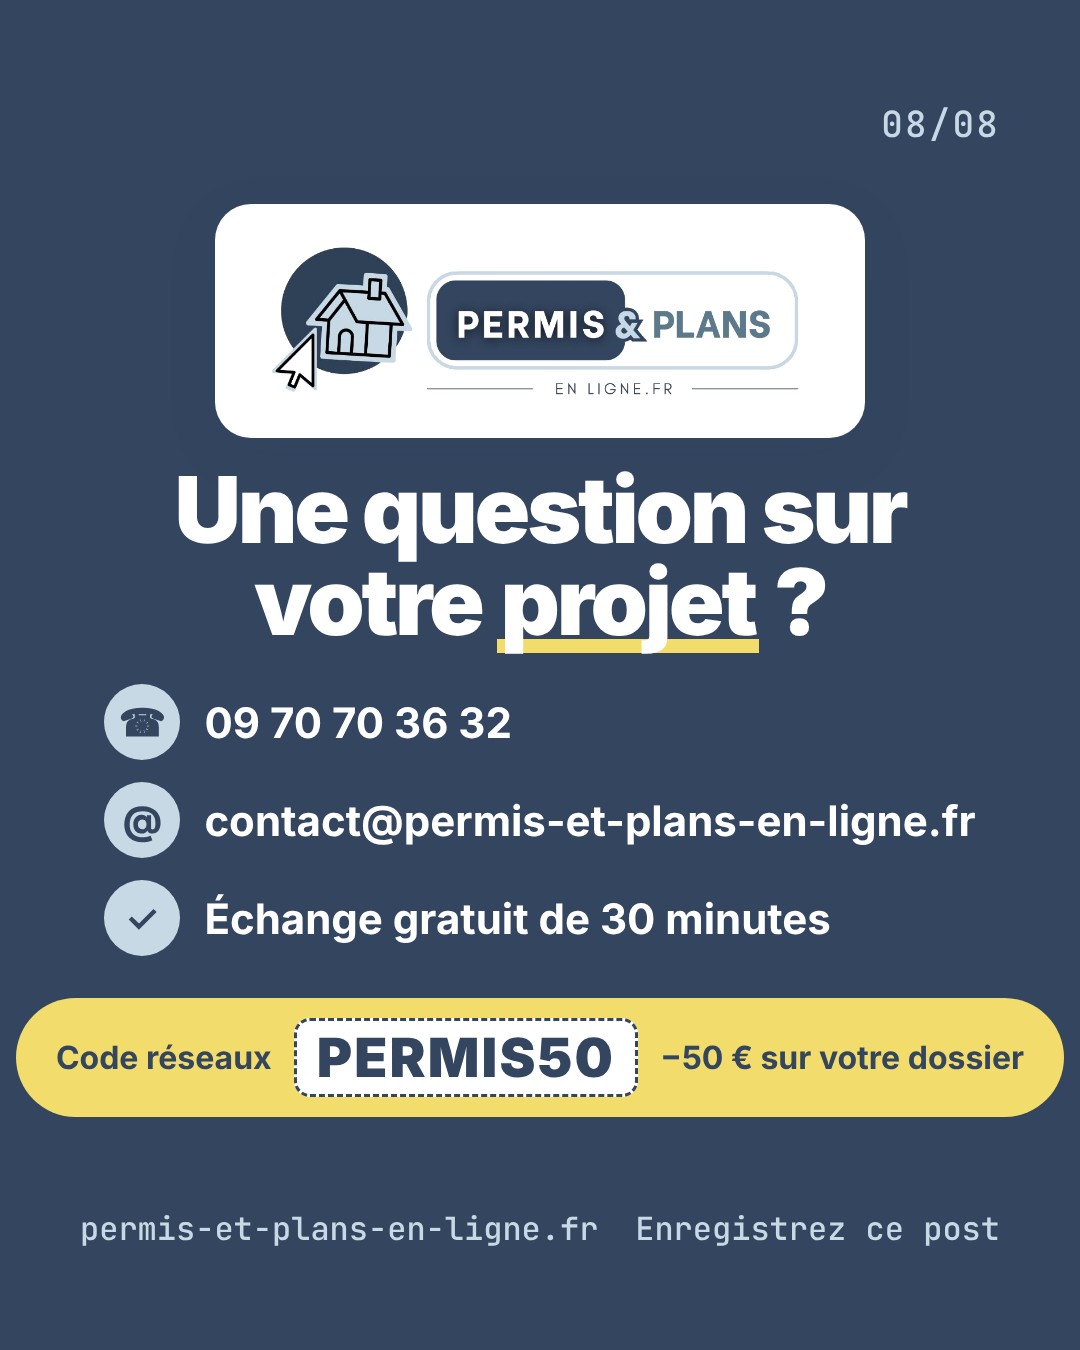 08/08
PERMIS & PLANS
EN LIGNE.FR
Une question sur
votre projet ?
☎ 09 70 70 36 32
@ contact@permis-et-plans-en-ligne.fr
✓ Échange gratuit de 30 minutes
Code réseaux PERMIS50 −50 € sur votre dossier
permis-et-plans-en-ligne.fr Enregistrez ce post